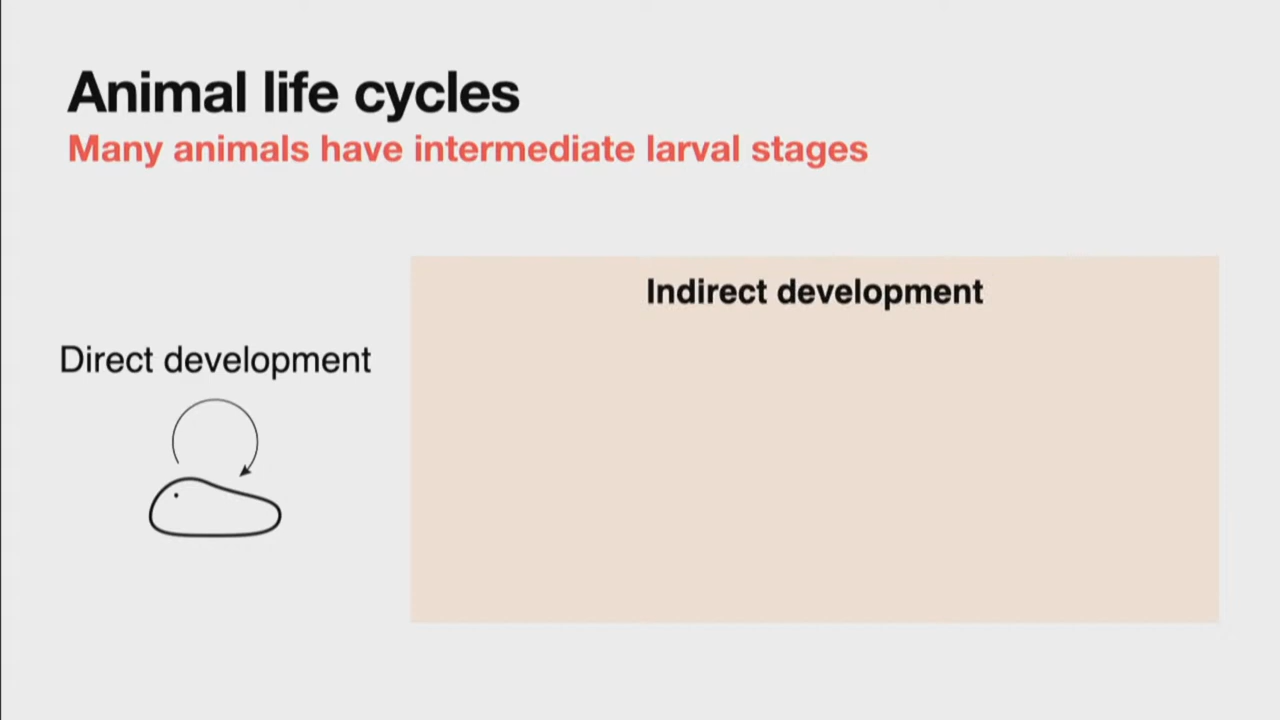 Animal life cycles
Many animals have intermediate larval stages
Indirect development
Direct development